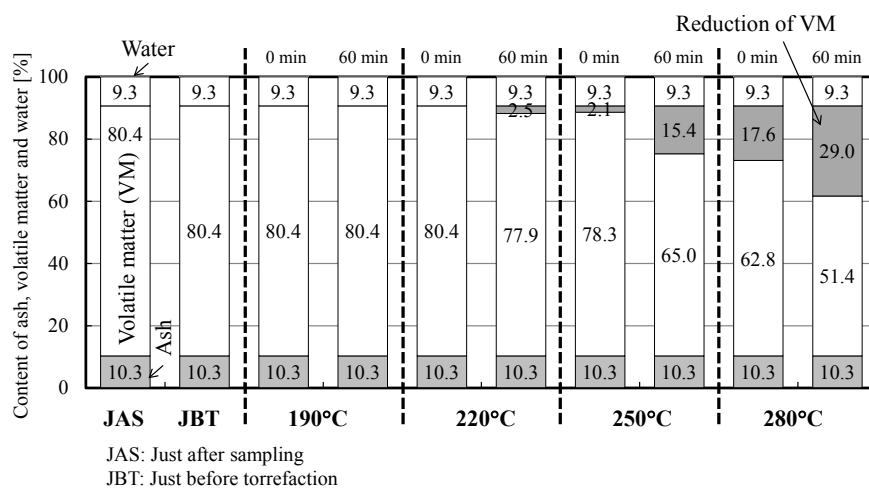 Reduction of VM
Water
0 min 60 min 0 min 60 min 0 min 60 min 0 min 60 min
Content of ash, volatile matter and water [%]
100
80
60
40
20
0
9.3 9.3 9.3 9.3 9.3 9.3 9.3 9.3 9.3 9.3
2.5 2.1 15.4 17.6 29.0
80.4 80.4 80.4 80.4 80.4 77.9 78.3 65.0 62.8 51.4
Volatile matter (VM)
Ash
10.3 10.3 10.3 10.3 10.3 10.3 10.3 10.3 10.3 10.3
JAS JBT 190ºC 220ºC 250ºC 280ºC
JAS: Just after sampling
JBT: Just before torrefaction